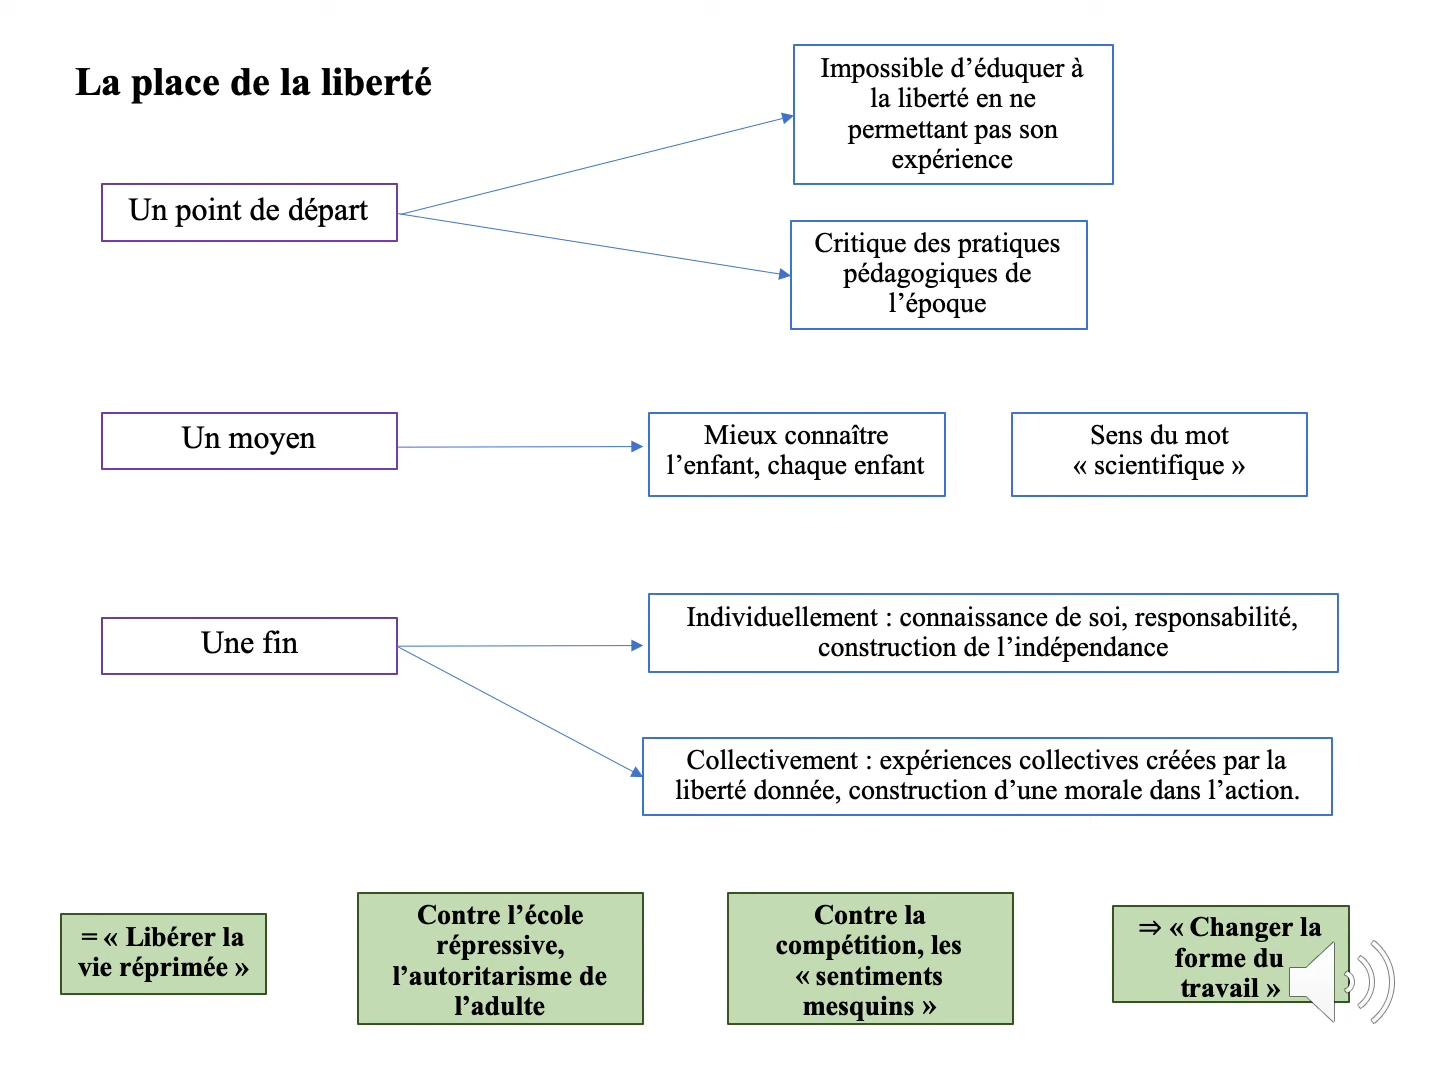 La place de la liberté
Impossible d’éduquer à
la liberté en ne
permettant pas son
expérience
Un point de départ
Critique des pratiques
pédagogiques de
l’époque
Un moyen
Mieux connaître
l’enfant, chaque enfant
Sens du mot
« scientifique »
Une fin
Individuellement : connaissance de soi, responsabilité,
construction de l’indépendance
Collectivement : expériences collectives créées par la
liberté donnée, construction d’une morale dans l’action.
= « Libérer la
vie réprimée »
Contre l’école
répressive,
l’autoritarisme de
l’adulte
Contre la
compétition, les
« sentiments
mesquins »
⇒ « Changer la
forme du
travail »